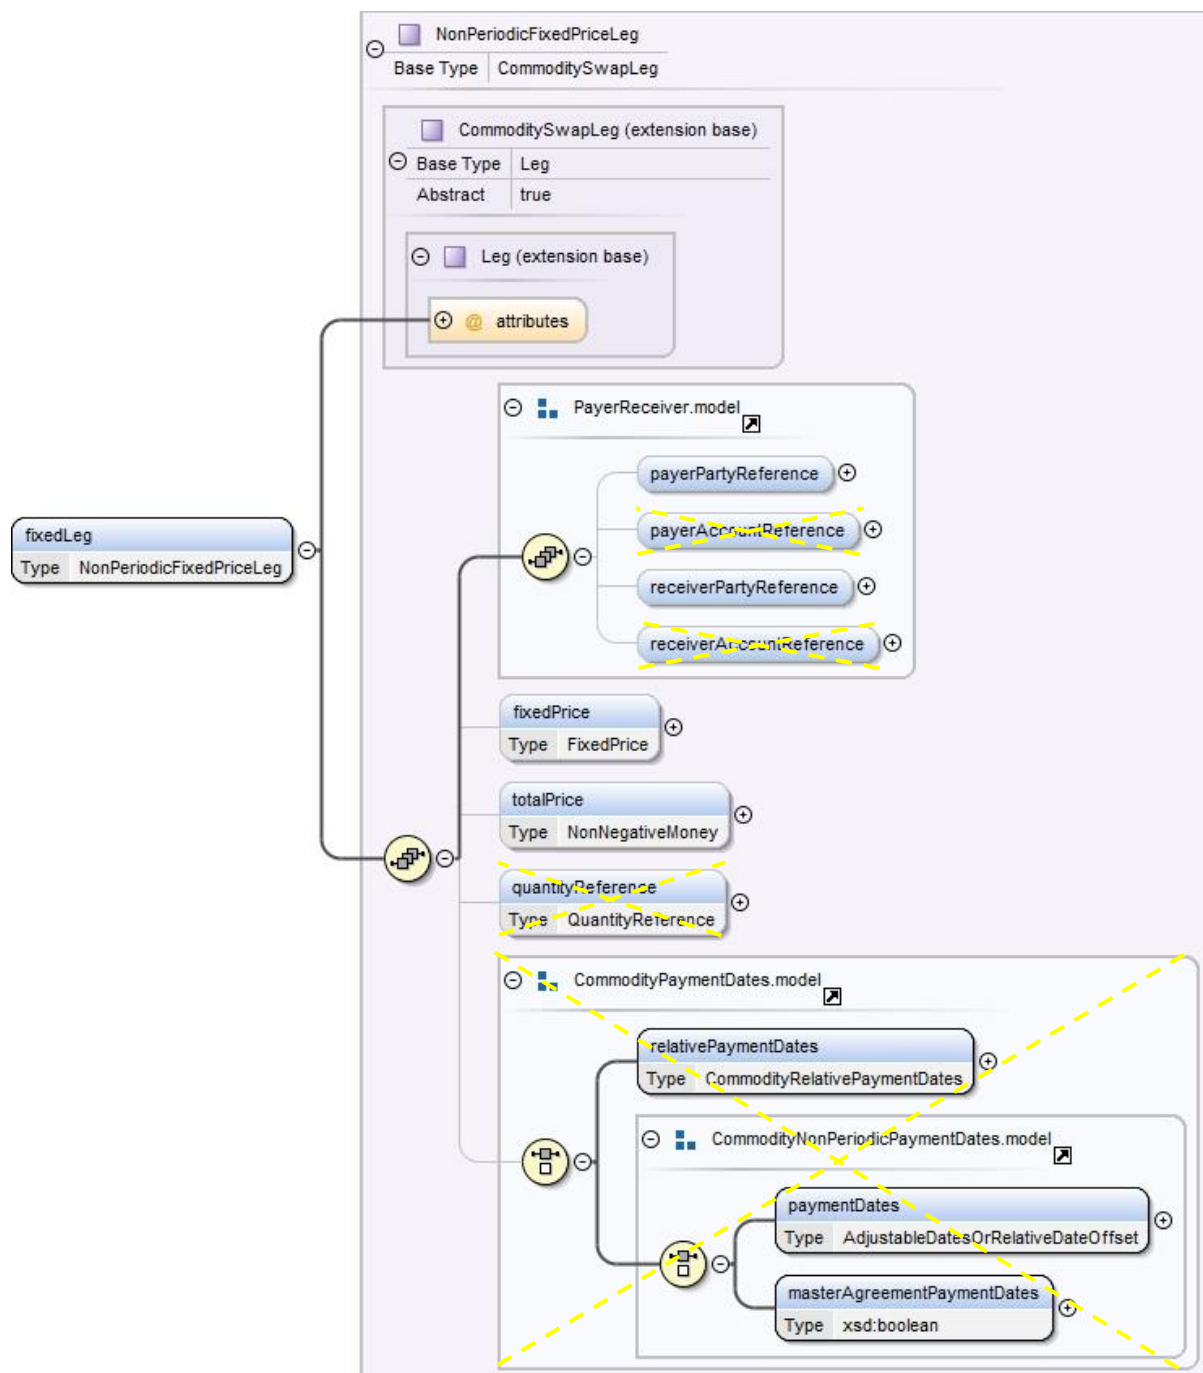 NonPeriodicFixedPriceLeg
Base Type CommoditySwapLeg
CommoditySwapLeg (extension base)
Base Type Leg
Abstract true
Leg (extension base)
@ attributes
PayerReceiver.model
payerPartyReference
payerAccountReference
receiverPartyReference
receiverAccountReference
fixedLeg
Type NonPeriodicFixedPriceLeg
fixedPrice
Type FixedPrice
totalPrice
Type NonNegativeMoney
quantityReference
Type QuantityReference
CommodityPaymentDates.model
relativePaymentDates
Type CommodityRelativePaymentDates
CommodityNonPeriodicPaymentDates.model
paymentDates
Type AdjustableDatesOrRelativeDateOffset
masterAgreementPaymentDates
Type xsd:boolean